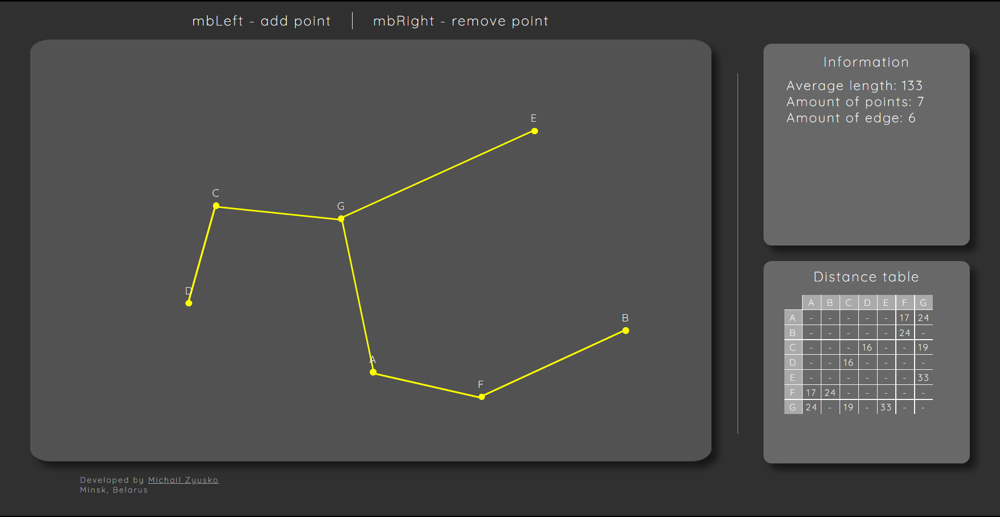 mbLeft - add point
mbRight - remove point
E
C
G
D
B
A
F
Information
Average length: 133
Amount of points: 7
Amount of edge: 6
Distance table
A B C D E F G
A - - - - - 17 24
B - - - - - 24 -
C - - - 16 - - 19
D - - 16 - - - -
E - - - - - - 33
F 17 24 - - - - -
G 24 - 19 - 33 - -
Developed by Michail Zyusko
Minsk, Belarus